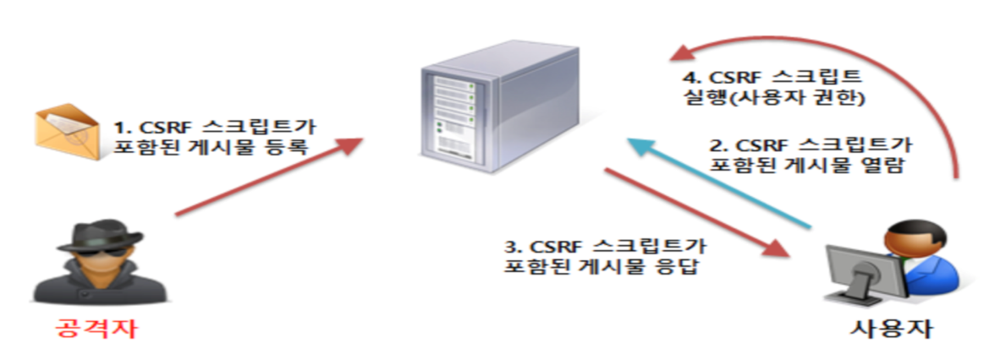 1. CSRF 스크립트가
포함된 게시물 등록
4. CSRF 스크립트
실행(사용자 권한)
2. CSRF 스크립트가
포함된 게시물 열람
3. CSRF 스크립트가
포함된 게시물 응답
공격자
사용자